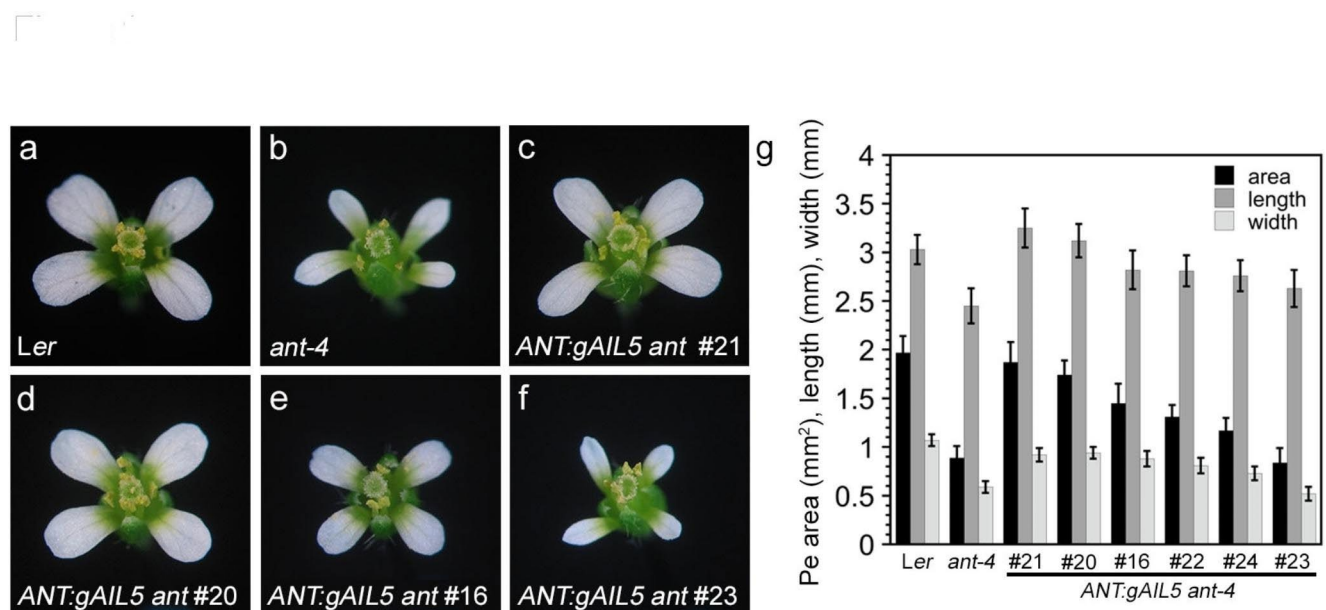 a
Ler
b
ant-4
c
ANT:gAIL5 ant #21
d
ANT:gAIL5 ant #20
e
ANT:gAIL5 ant #16
f
ANT:gAIL5 ant #23
g
Pe area (mm²), length (mm), width (mm)
4
3.5
3
2.5
2
1.5
1
0.5
0
area
length
width
Ler ant-4 #21 #20 #16 #22 #24 #23
ANT:gAIL5 ant-4